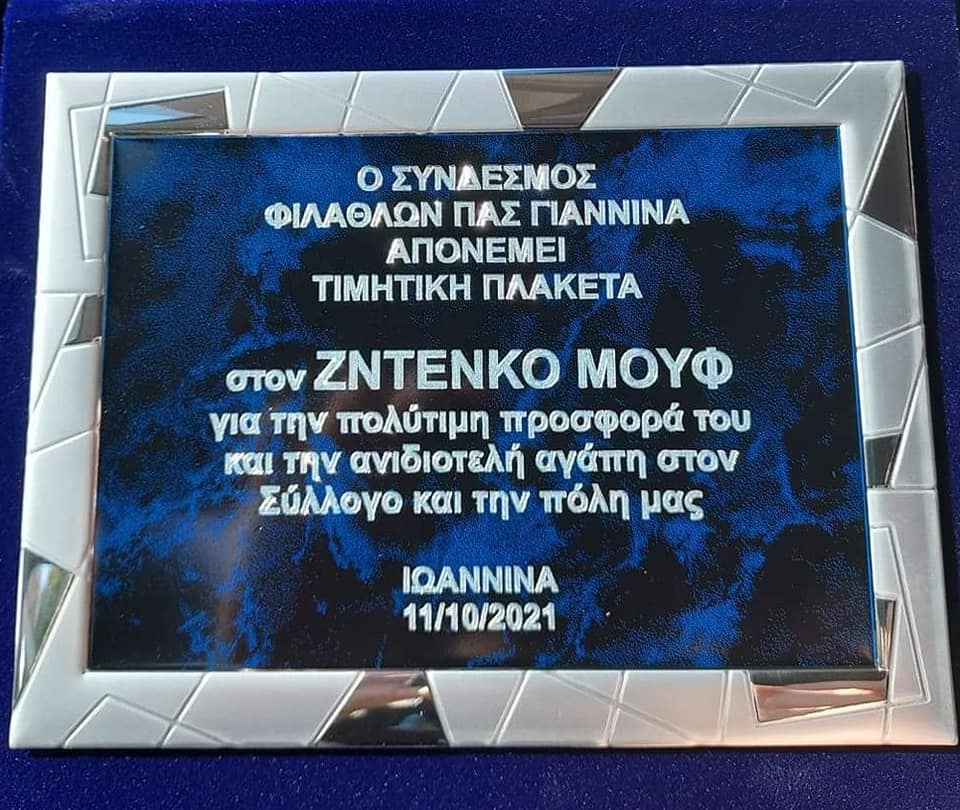 Ο ΣΥΝΔΕΣΜΟΣ
ΦΙΛΑΘΛΩΝ ΠΑΣ ΓΙΑΝΝΙΝΑ
ΑΠΟΝΕΜΕΙ
ΤΙΜΗΤΙΚΗ ΠΛΑΚΕΤΑ
στον ΖΝΤΕΝΚΟ ΜΟΥΦ
για την πολύτιμη προσφορά του
και την ανιδιοτελή αγάπη στον
Σύλλογο και την πόλη μας
ΙΩΑΝΝΙΝΑ
11/10/2021